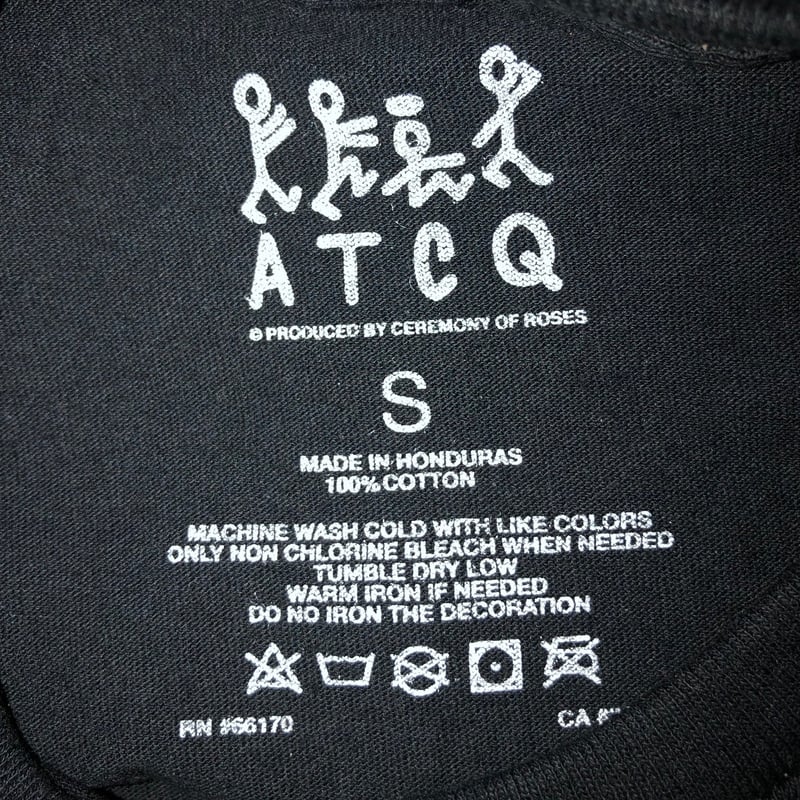 ATCQ
© PRODUCED BY CEREMONY OF ROSES
S
MADE IN HONDURAS
100% COTTON
MACHINE WASH COLD WITH LIKE COLORS
ONLY NON CHLORINE BLEACH WHEN NEEDED
TUMBLE DRY LOW
WARM IRON IF NEEDED
DO NO IRON THE DECORATION
RN #66170
CA